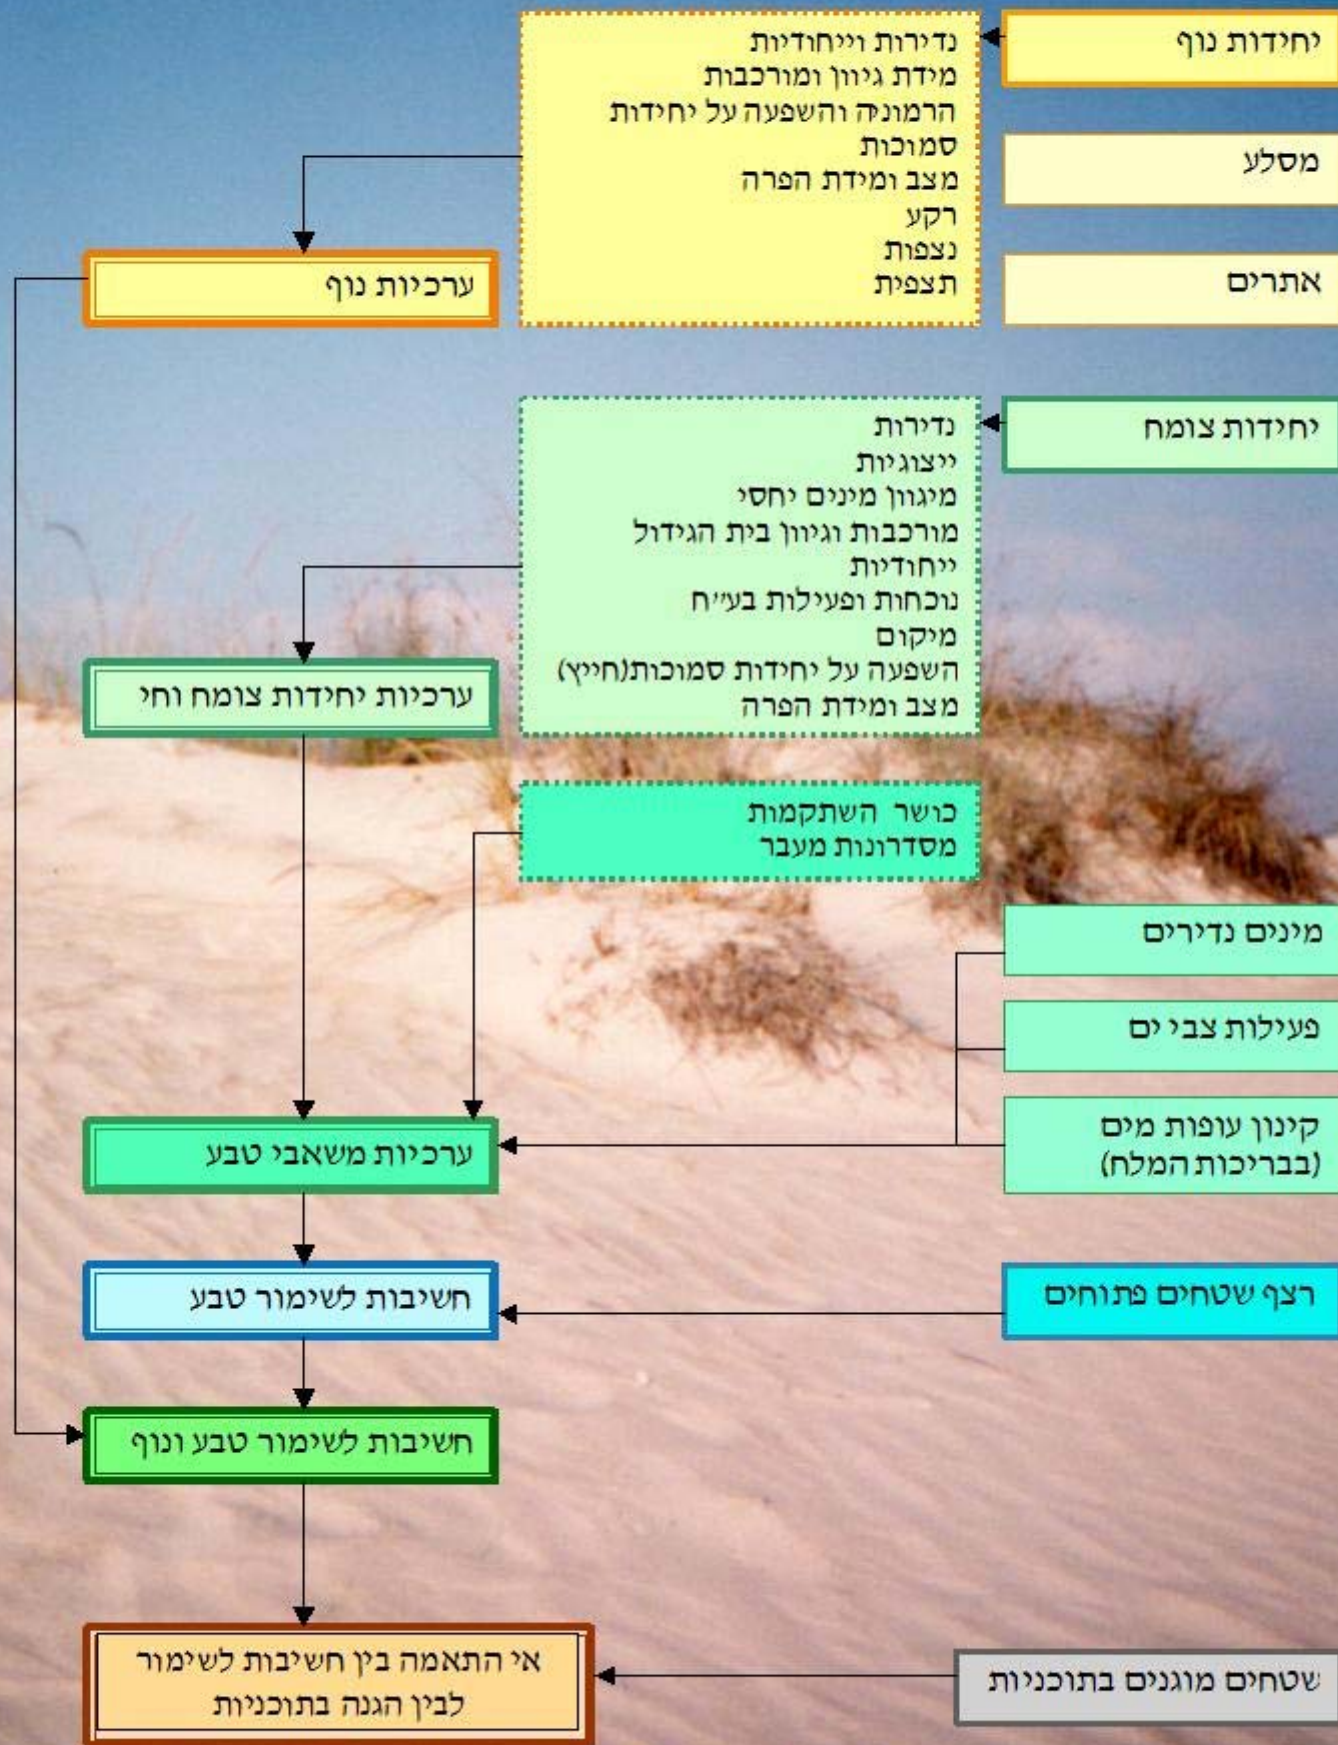 יחידות נוף
נדירות וייחודיות
מידת גיוון ומורכבות
הרמוניה והשפעה על יחידות
סמוכות
מצב ומידת הפרה
רקע
נצפות
תצפית
מסלע
אתרים
ערכיות נוף
יחידות צומח
נדירות
ייצוגיות
מיגוון מינים יחסי
מורכבות וגיוון בית הגידול
ייחודיות
נוכחות ופעילות בע״ח
מיקום
השפעה על יחידות סמוכות(חייץ)
מצב ומידת הפרה
ערכיות יחידות צומח וחי
כושר השתקמות
מסדרונות מעבר
מינים נדירים
פעילות צבי ים
קינון עופות מים
(בבריכות המלח)
ערכיות משאבי טבע
רצף שטחים פתוחים
חשיבות לשימור טבע
חשיבות לשימור טבע ונוף
שטחים מוגנים בתוכניות
אי התאמה בין חשיבות לשימור
לבין הגנה בתוכניות